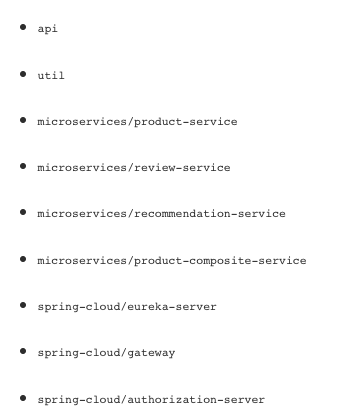 • api
• util
• microservices/product-service
• microservices/review-service
• microservices/recommendation-service
• microservices/product-composite-service
• spring-cloud/eureka-server
• spring-cloud/gateway
• spring-cloud/authorization-server